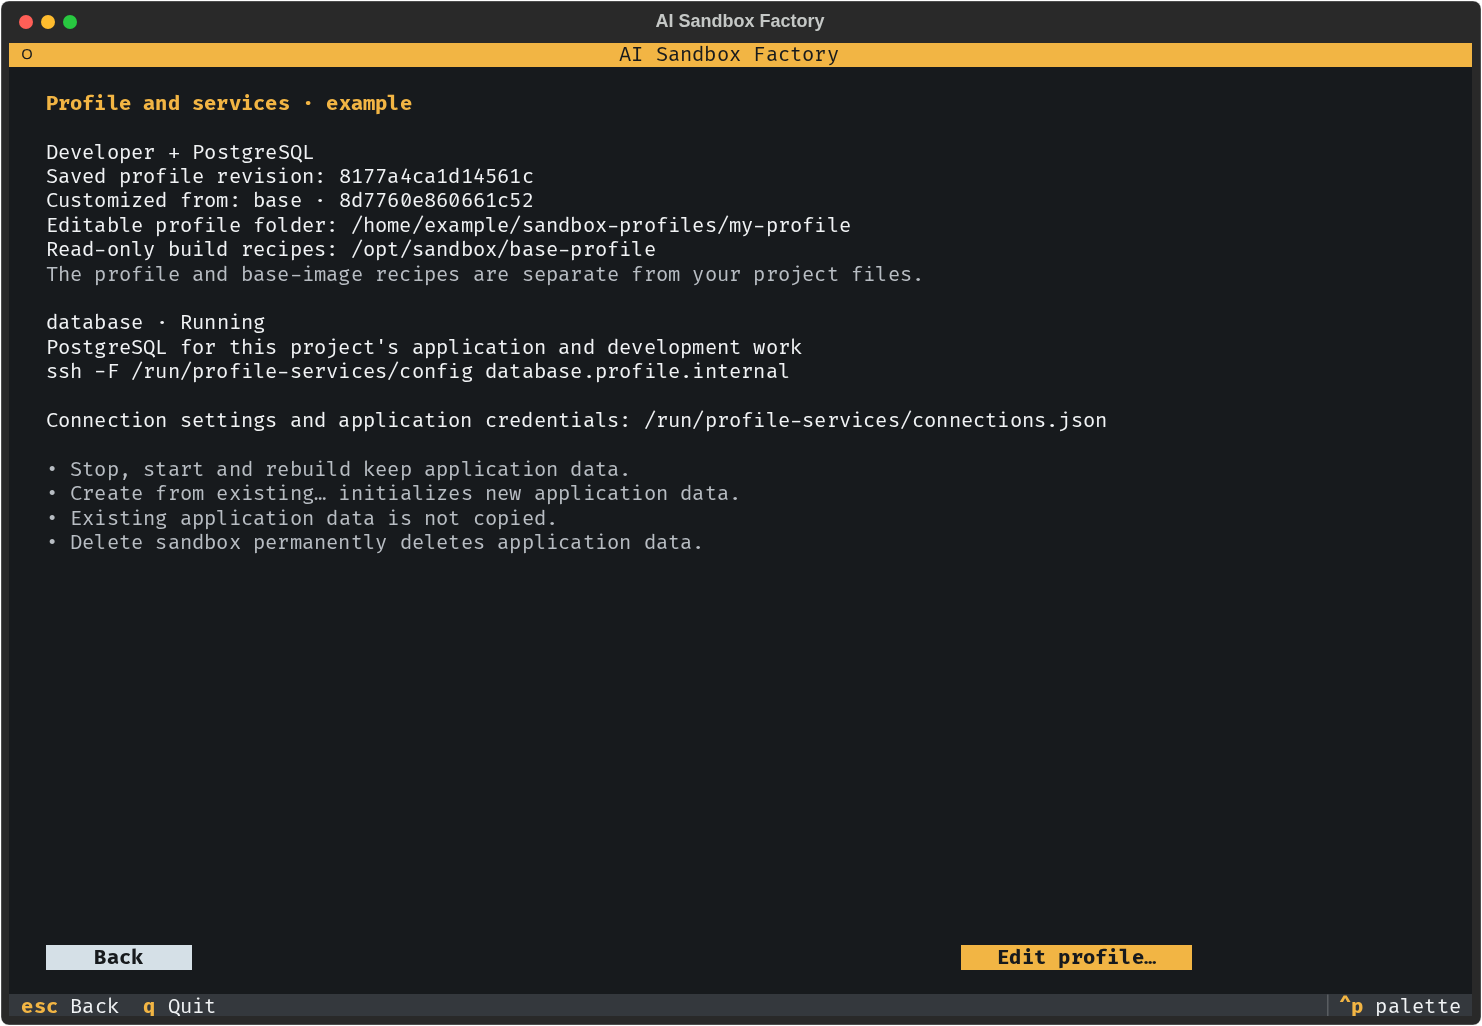 AI Sandbox Factory
O AI Sandbox Factory
Profile and services · example
Developer + PostgreSQL
Saved profile revision: 8177a4ca1d14561c
Customized from: base · 8d7760e860661c52
Editable profile folder: /home/example/sandbox-profiles/my-profile
Read-only build recipes: /opt/sandbox/base-profile
The profile and base-image recipes are separate from your project files.
database · Running
PostgreSQL for this project's application and development work
ssh -F /run/profile-services/config database.profile.internal
Connection settings and application credentials: /run/profile-services/connections.json
• Stop, start and rebuild keep application data.
• Create from existing… initializes new application data.
• Existing application data is not copied.
• Delete sandbox permanently deletes application data.
Back Edit profile…
esc Back q Quit ^p palette